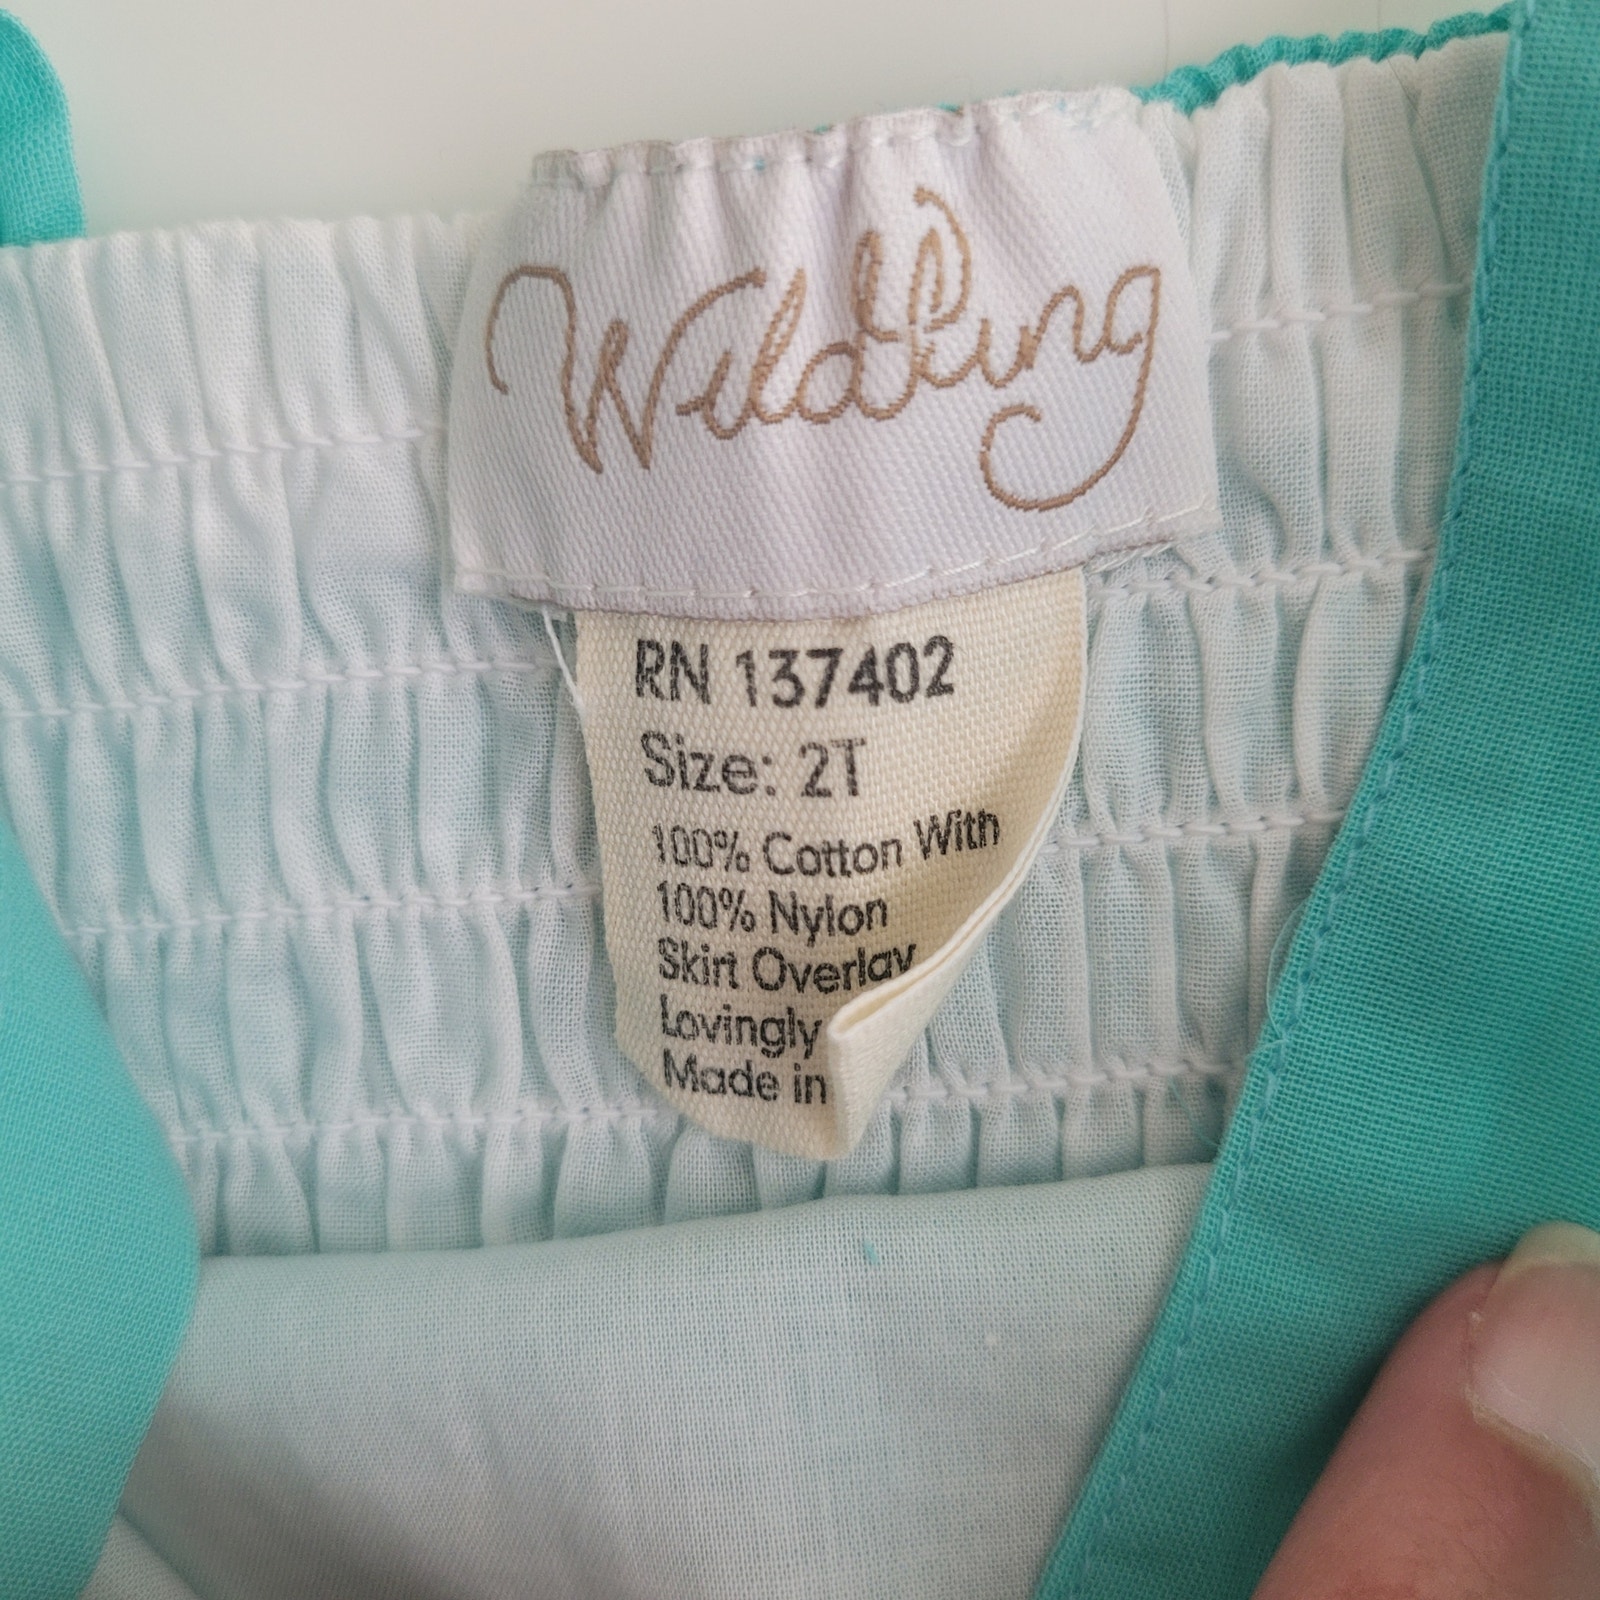 Wildling
RN 137402
Size: 2T
100% Cotton With
100% Nylon
Skirt Overlay
Lovingly
Made in